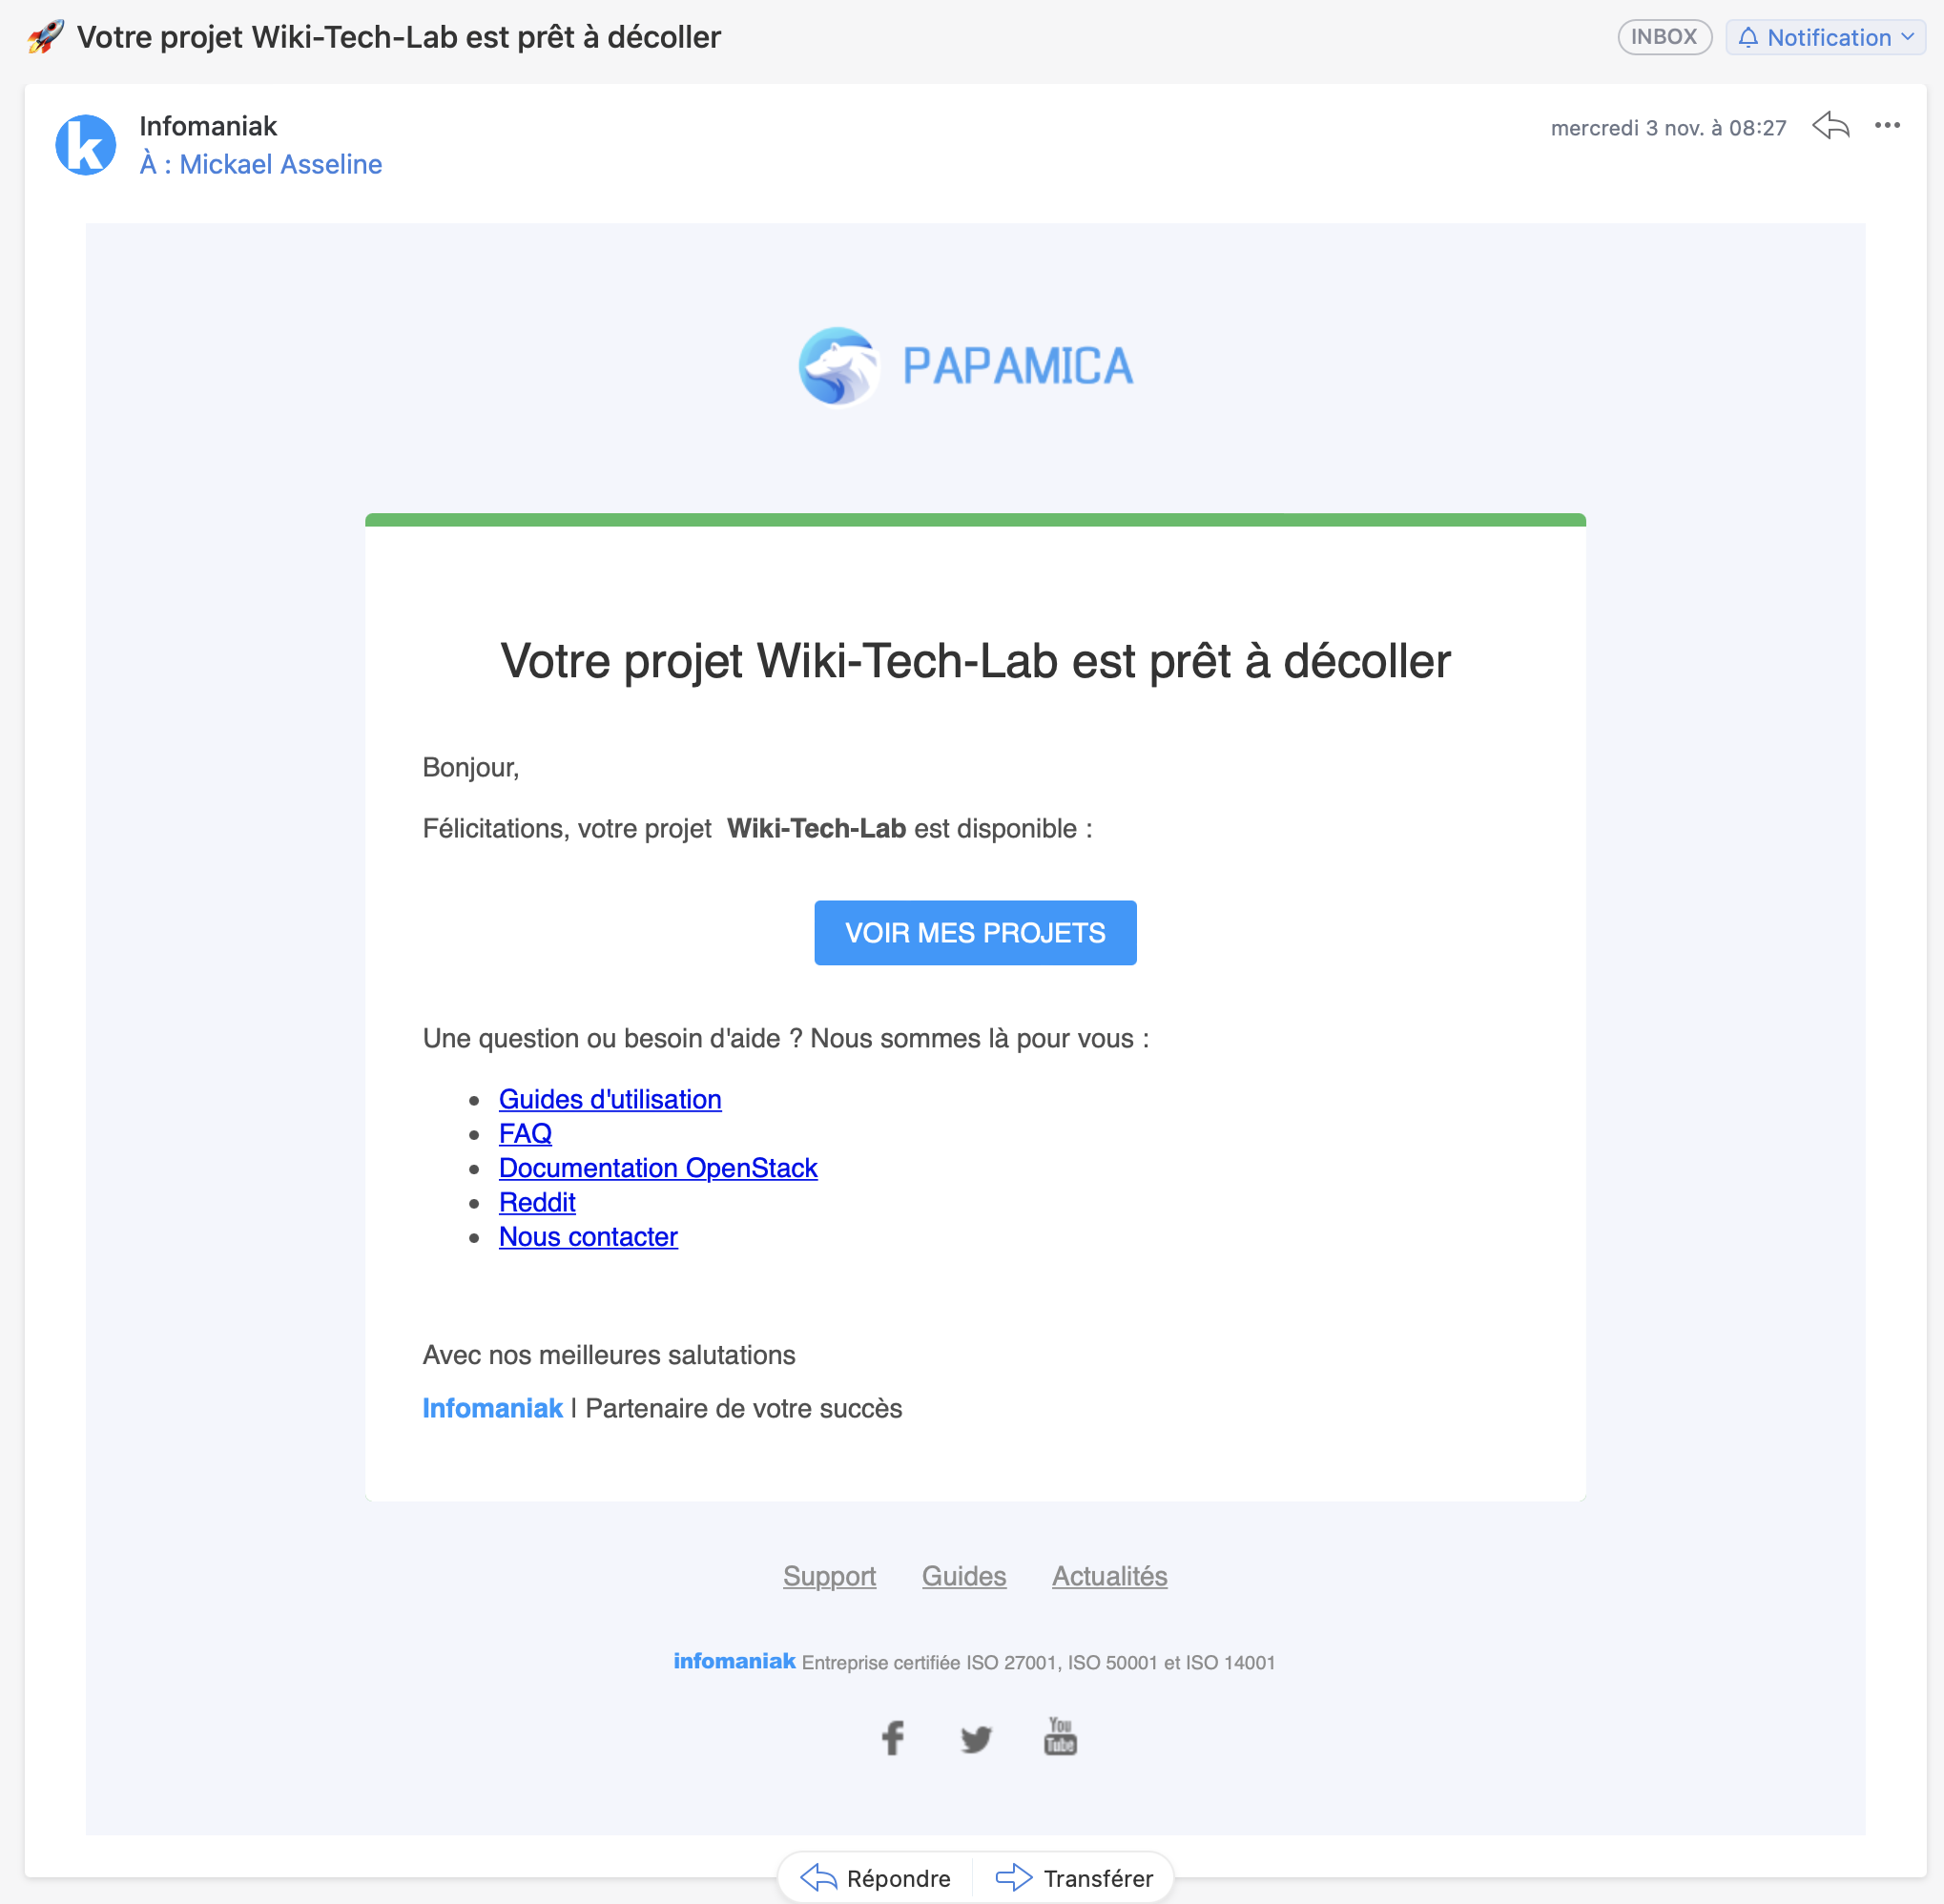 🚀 Votre projet Wiki-Tech-Lab est prêt à décoller
INBOX
Notification
k
Infomaniak
mercredi 3 nov. à 08:27
À : Mickael Asseline
PAPAMICA
Votre projet Wiki-Tech-Lab est prêt à décoller
Bonjour,
Félicitations, votre projet Wiki-Tech-Lab est disponible :
VOIR MES PROJETS
Une question ou besoin d'aide ? Nous sommes là pour vous :
• Guides d'utilisation
• FAQ
• Documentation OpenStack
• Reddit
• Nous contacter
Avec nos meilleures salutations
Infomaniak | Partenaire de votre succès
Support Guides Actualités
infomaniak Entreprise certifiée ISO 27001, ISO 50001 et ISO 14001
You
Tube
Répondre
Transférer